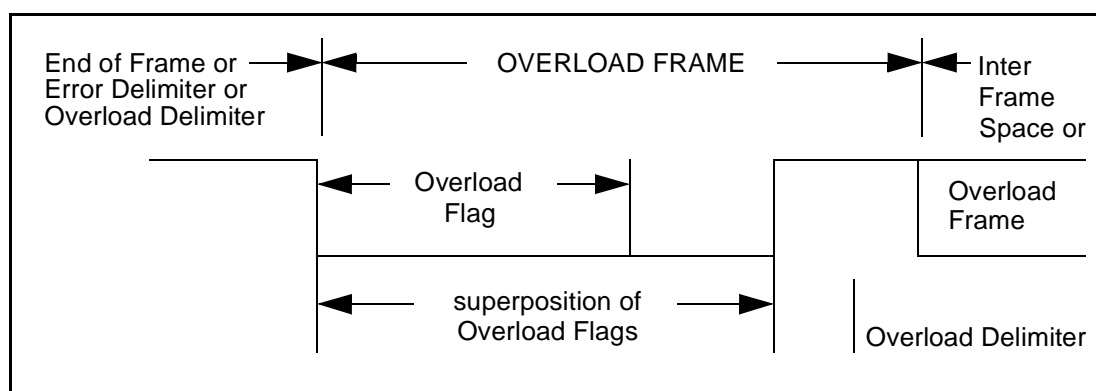 End of Frame or
Error Delimiter or
Overload Delimiter
OVERLOAD FRAME
Inter
Frame
Space or
Overload
Flag
Overload
Frame
superposition of
Overload Flags
Overload Delimiter